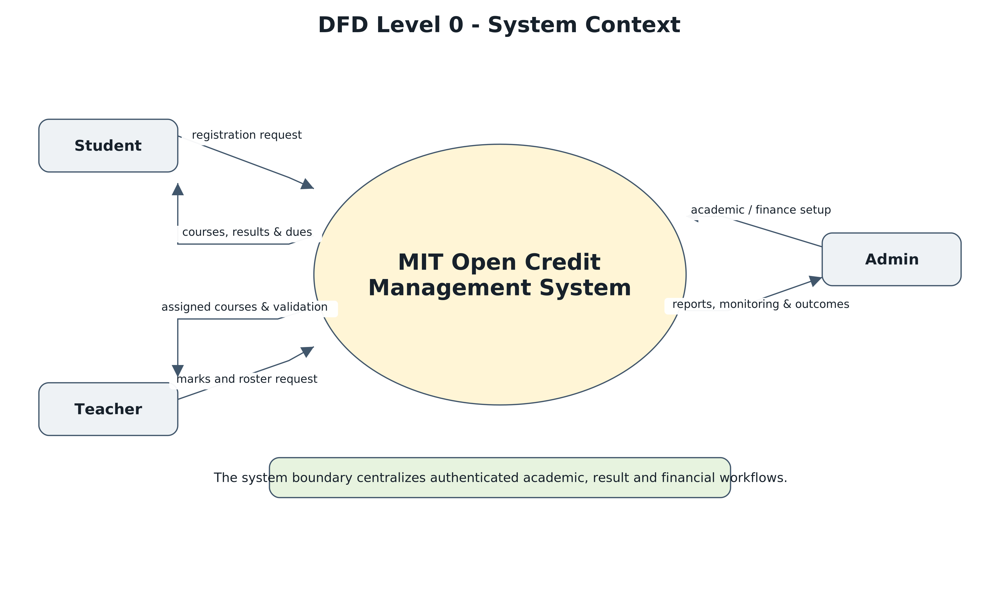 DFD Level 0 - System Context
Student
registration request
courses, results & dues
academic / finance setup
MIT Open Credit
Management System
Admin
assigned courses & validation
reports, monitoring & outcomes
marks and roster request
Teacher
The system boundary centralizes authenticated academic, result and financial workflows.